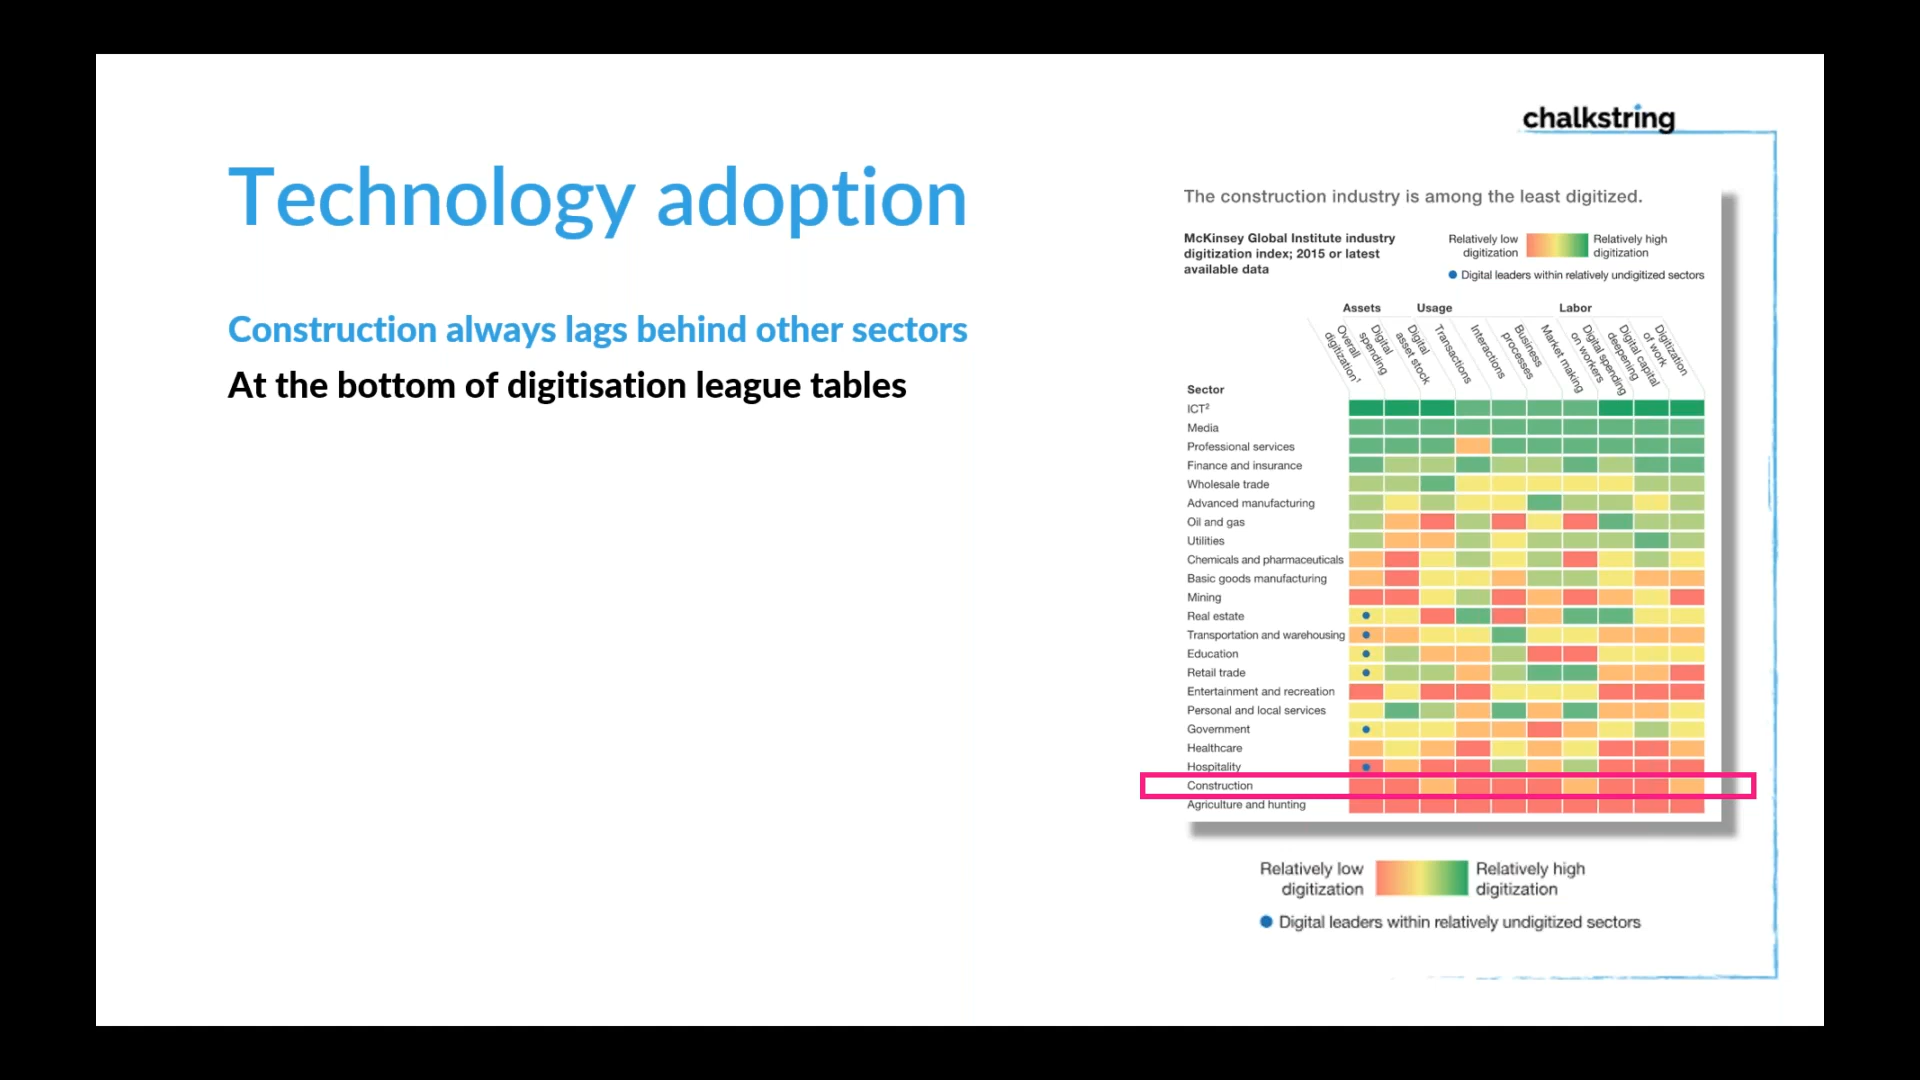 chalkstring
Technology adoption
Construction always lags behind other sectors
At the bottom of digitisation league tables
The construction industry is among the least digitized.
McKinsey Global Institute industry
digitization index; 2015 or latest
available data
Relatively low
digitization
Relatively high
digitization
Digital leaders within relatively undigitized sectors
Assets
Usage
Labor
Overall
digitization¹
Digital
spending
Digital
asset stock
Transactions
Interactions
Business
processes
Market making
Digital spending
on workers
Digital capital
deepening
Digitization
of work
Sector
ICT²
Media
Professional services
Finance and insurance
Wholesale trade
Advanced manufacturing
Oil and gas
Utilities
Chemicals and pharmaceuticals
Basic goods manufacturing
Mining
Real estate
Transportation and warehousing
Education
Retail trade
Entertainment and recreation
Personal and local services
Government
Healthcare
Hospitality
Construction
Agriculture and hunting
Relatively low
digitization
Relatively high
digitization
Digital leaders within relatively undigitized sectors